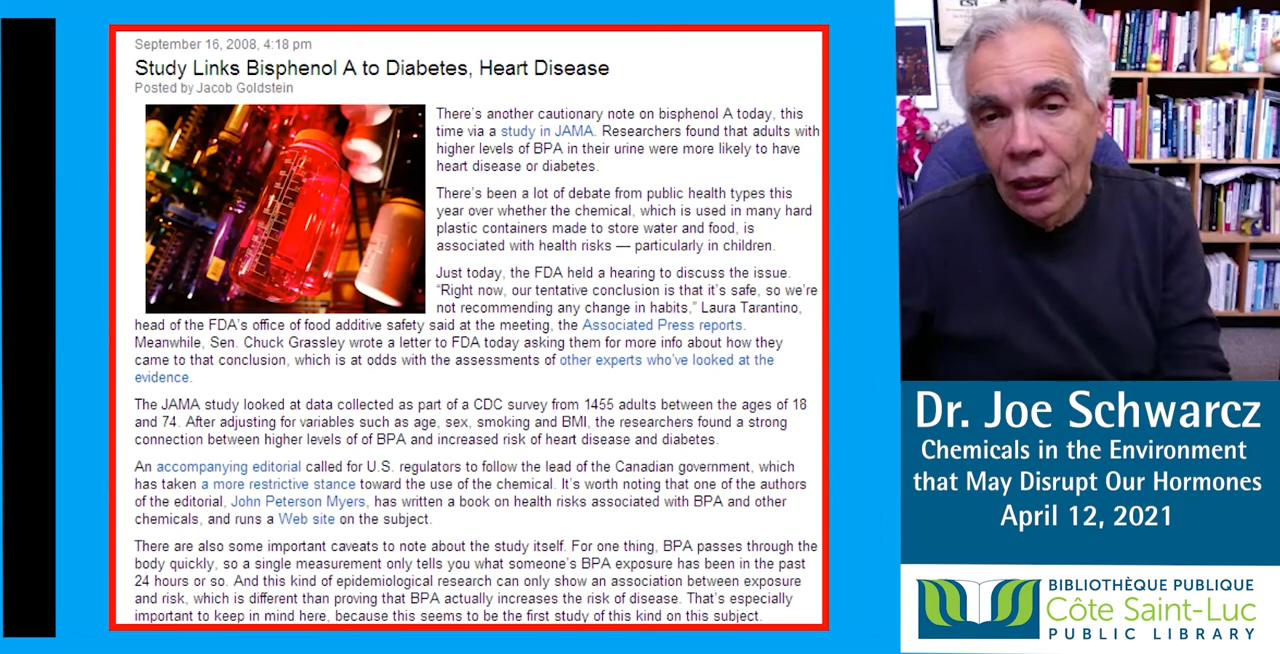 September 16, 2008, 4:18 pm
Study Links Bisphenol A to Diabetes, Heart Disease
Posted by Jacob Goldstein
There's another cautionary note on bisphenol A today, this
time via a study in JAMA. Researchers found that adults with
higher levels of BPA in their urine were more likely to have
heart disease or diabetes.
There's been a lot of debate from public health types this
year over whether the chemical, which is used in many hard
plastic containers made to store water and food, is
associated with health risks — particularly in children.
Just today, the FDA held a hearing to discuss the issue.
“Right now, our tentative conclusion is that it's safe, so we're
not recommending any change in habits,” Laura Tarantino,
head of the FDA's office of food additive safety said at the meeting, the Associated Press reports.
Meanwhile, Sen. Chuck Grassley wrote a letter to FDA today asking them for more info about how they
came to that conclusion, which is at odds with the assessments of other experts who've looked at the
evidence.
The JAMA study looked at data collected as part of a CDC survey from 1455 adults between the ages of 18
and 74. After adjusting for variables such as age, sex, smoking and BMI, the researchers found a strong
connection between higher levels of of BPA and increased risk of heart disease and diabetes.
An accompanying editorial called for U.S. regulators to follow the lead of the Canadian government, which
has taken a more restrictive stance toward the use of the chemical. It's worth noting that one of the authors
of the editorial, John Peterson Myers, has written a book on health risks associated with BPA and other
chemicals, and runs a Web site on the subject.
There are also some important caveats to note about the study itself. For one thing, BPA passes through the
body quickly, so a single measurement only tells you what someone's BPA exposure has been in the past
24 hours or so. And this kind of epidemiological research can only show an association between exposure
and risk, which is different than proving that BPA actually increases the risk of disease. That's especially
important to keep in mind here, because this seems to be the first study of this kind on this subject.
Dr. Joe Schwarcz
Chemicals in the Environment
that May Disrupt Our Hormones
April 12, 2021
BIBLIOTHÈQUE PUBLIQUE
Côte Saint-Luc
PUBLIC LIBRARY